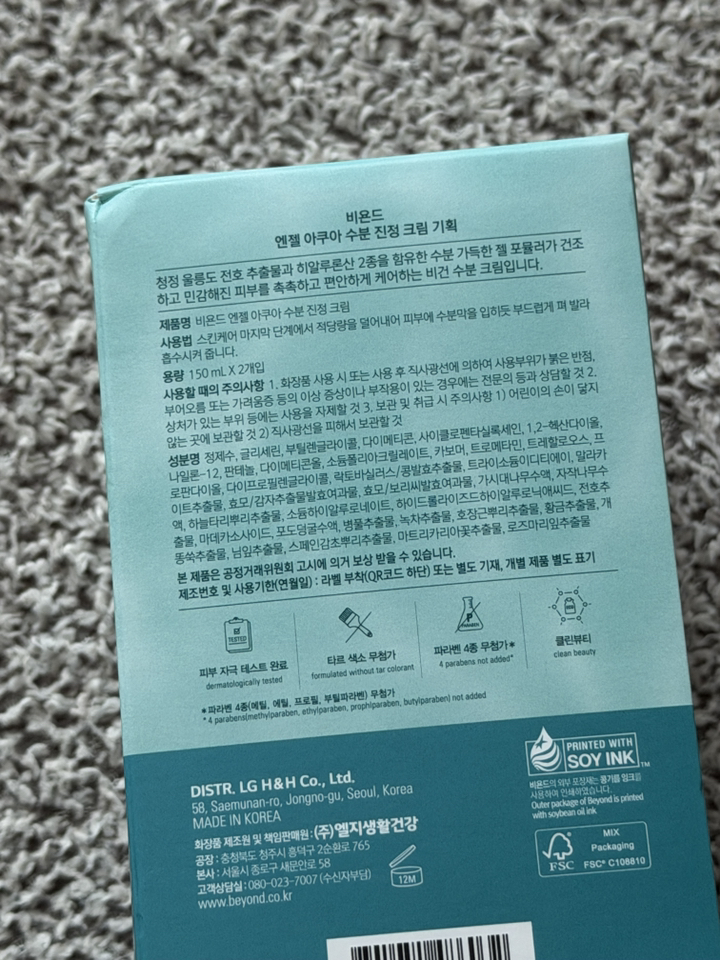 비욘드
엔젤 아쿠아 수분 진정 크림 기획
청정 울릉도 전호 추출물과 히알루론산 2종을 함유한 수분 가득한 젤 포뮬러가 건조
하고 민감해진 피부를 촉촉하고 편안하게 케어하는 비건 수분 크림입니다.
제품명 비욘드 엔젤 아쿠아 수분 진정 크림
사용법 스킨케어 마지막 단계에서 적당량을 덜어내어 피부에 수분막을 입히듯 부드럽게 펴 발라
흡수시켜 줍니다.
용량 150 mL X 2개입
사용할 때의 주의사항 1. 화장품 사용 시 또는 사용 후 직사광선에 의하여 사용부위가 붉은 반점,
부어오름 또는 가려움증 등의 이상 증상이나 부작용이 있는 경우에는 전문의 등과 상담할 것 2.
상처가 있는 부위 등에는 사용을 자제할 것 3. 보관 및 취급 시 주의사항 1) 어린이의 손이 닿지
않는 곳에 보관할 것 2) 직사광선을 피해서 보관할 것
성분명 정제수, 글리세린, 부틸렌글라이콜, 다이메티콘, 사이클로펜타실록세인, 1,2-헥산다이올,
나일론-12, 판테놀, 다이메티콘올, 소듐폴리아크릴레이트, 카보머, 트로메타민, 트레할로오스, 프
로판다이올, 다이프로필렌글라이콜, 락토바실러스/콩발효추출물, 트라이소듐이디티에이, 알라카
이트추출물, 효모/감자추출물발효여과물, 효모/보리씨발효여과물, 가시대나무수액, 자작나무수
액, 하늘타리뿌리추출물, 소듐하이알루로네이트, 하이드롤라이즈드하이알루로닉애씨드, 전호추
출물, 마데카소사이드, 포도덩굴수액, 병풀추출물, 녹차추출물, 호장근뿌리추출물, 황금추출물, 개
똥쑥추출물, 님잎추출물, 스페인감초뿌리추출물, 마트리카리아꽃추출물, 로즈마리잎추출물
본 제품은 공정거래위원회 고시에 의거 보상 받을 수 있습니다.
제조번호 및 사용기한(연월일) : 라벨 부착(QR코드 하단) 또는 별도 기재, 개별 제품 별도 표기
TESTED
피부 자극 테스트 완료
dermatologically tested
타르 색소 무첨가
formulated without tar colorant
P
PARABENS
파라벤 4종 무첨가*
4 parabens not added*
클린뷰티
clean beauty
*파라벤 4종(메틸, 에틸, 프로필, 부틸파라벤) 무첨가
* 4 parabens(methylparaben, ethylparaben, prophlparaben, butylparaben) not added
DISTR. LG H&H Co., Ltd.
58, Saemunan-ro, Jongno-gu, Seoul, Korea
MADE IN KOREA
화장품 제조원 및 책임판매원 : (주)엘지생활건강
공장 : 충청북도 청주시 흥덕구 2순환로 765
본사 : 서울시 종로구 새문안로 58
고객상담실 : 080-023-7007 (수신자부담)
www.beyond.co.kr
12M
PRINTED WITH
SOY INK™
비욘드의 외부 포장재는 콩기름 잉크를
사용하여 인쇄하였습니다.
Outer package of Beyond is printed
with soybean oil ink
FSC
MIX
Packaging
FSC® C108810